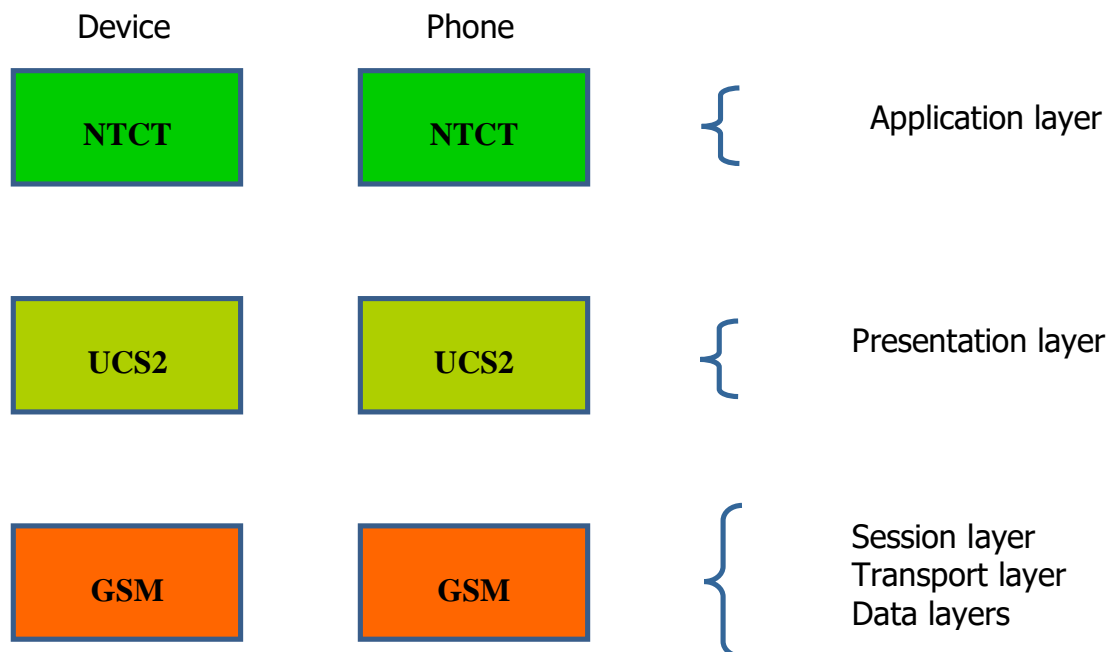 Device Phone
NTCT NTCT Application layer
UCS2 UCS2 Presentation layer
GSM GSM Session layer
Transport layer
Data layers